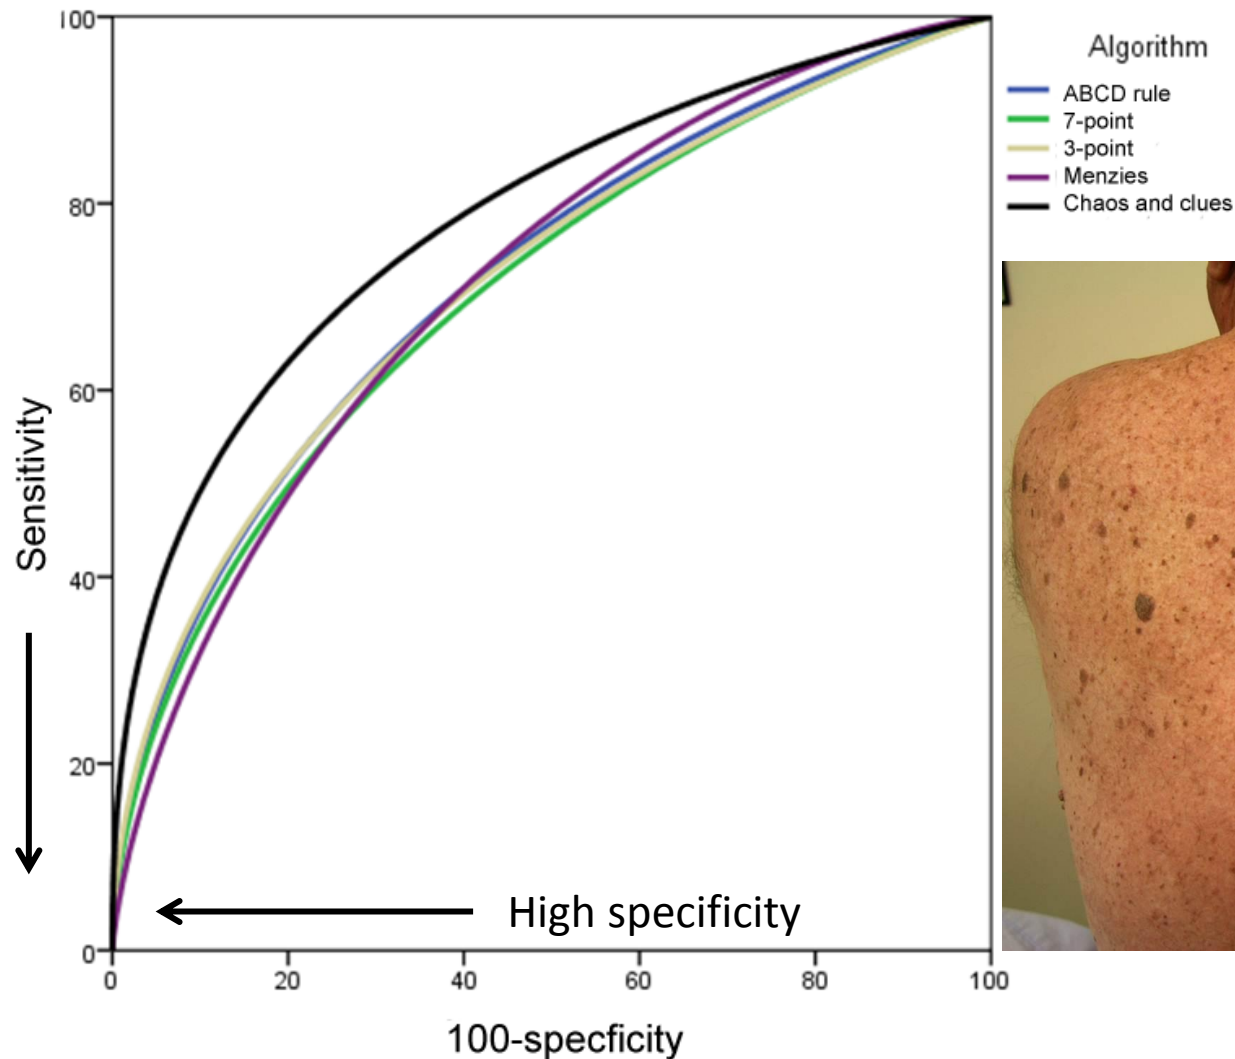 100
80
60
40
20
0
Sensitivity
High specificity
0 20 40 60 80 100
100-specficity
Algorithm
ABCD rule
7-point
3-point
Menzies
Chaos and clues